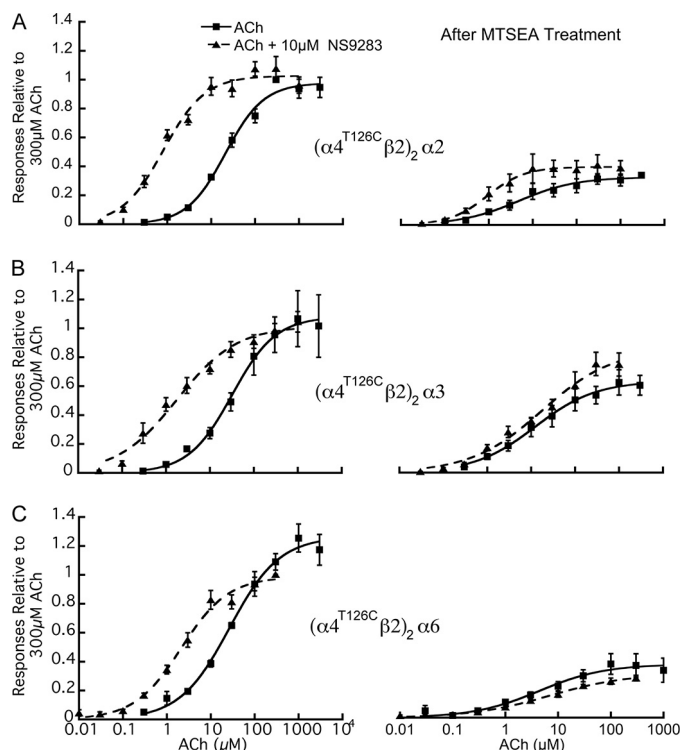 A
ACh
ACh + 10µM NS9283
After MTSEA Treatment
Responses Relative to
300µM ACh
1.4
1.2
1
0.8
0.6
0.4
0.2
0
(α4T126Cβ2)2 α2
B
Responses Relative to
300µM ACh
1.4
1.2
1
0.8
0.6
0.4
0.2
0
(α4T126Cβ2)2 α3
C
Responses Relative to
300µM ACh
1.4
1.2
1
0.8
0.6
0.4
0.2
0
(α4T126Cβ2)2 α6
0.01 0.1 1 10 100 1000 104
ACh (µM)
0.01 0.1 1 10 100 1000
ACh (µM)